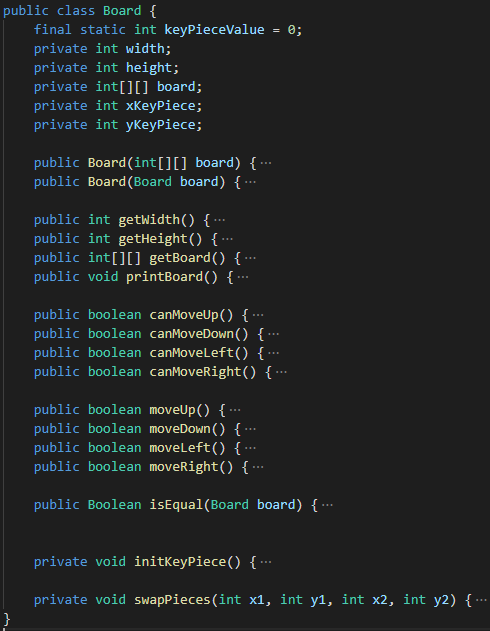 public class Board {
final static int keyPieceValue = 0;
private int width;
private int height;
private int[][] board;
private int xKeyPiece;
private int yKeyPiece;
public Board(int[][] board) {···
public Board(Board board) {···
public int getWidth() {···
public int getHeight() {···
public int[][] getBoard() {···
public void printBoard() {···
public boolean canMoveUp() {···
public boolean canMoveDown() {···
public boolean canMoveLeft() {···
public boolean canMoveRight() {···
public boolean moveUp() {···
public boolean moveDown() {···
public boolean moveLeft() {···
public boolean moveRight() {···
public Boolean isEqual(Board board) {···
private void initKeyPiece() {···
private void swapPieces(int x1, int y1, int x2, int y2) {···
}